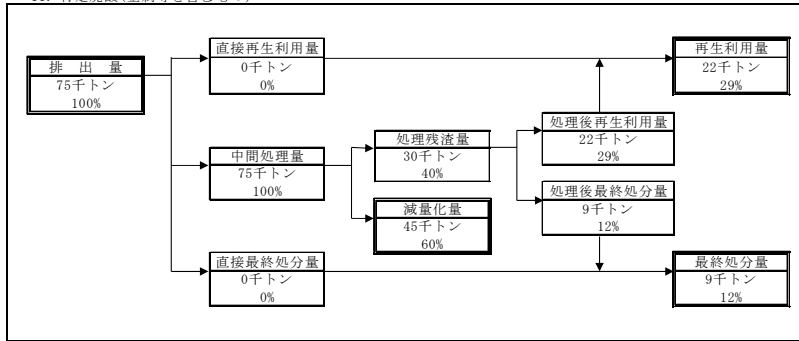 排 出 量
75千トン
100%
直接再生利用量
0千トン
0%
中間処理量
75千トン
100%
直接最終処分量
0千トン
0%
処理残渣量
30千トン
40%
減量化量
45千トン
60%
処理後再生利用量
22千トン
29%
処理後最終処分量
9千トン
12%
再生利用量
22千トン
29%
最終処分量
9千トン
12%